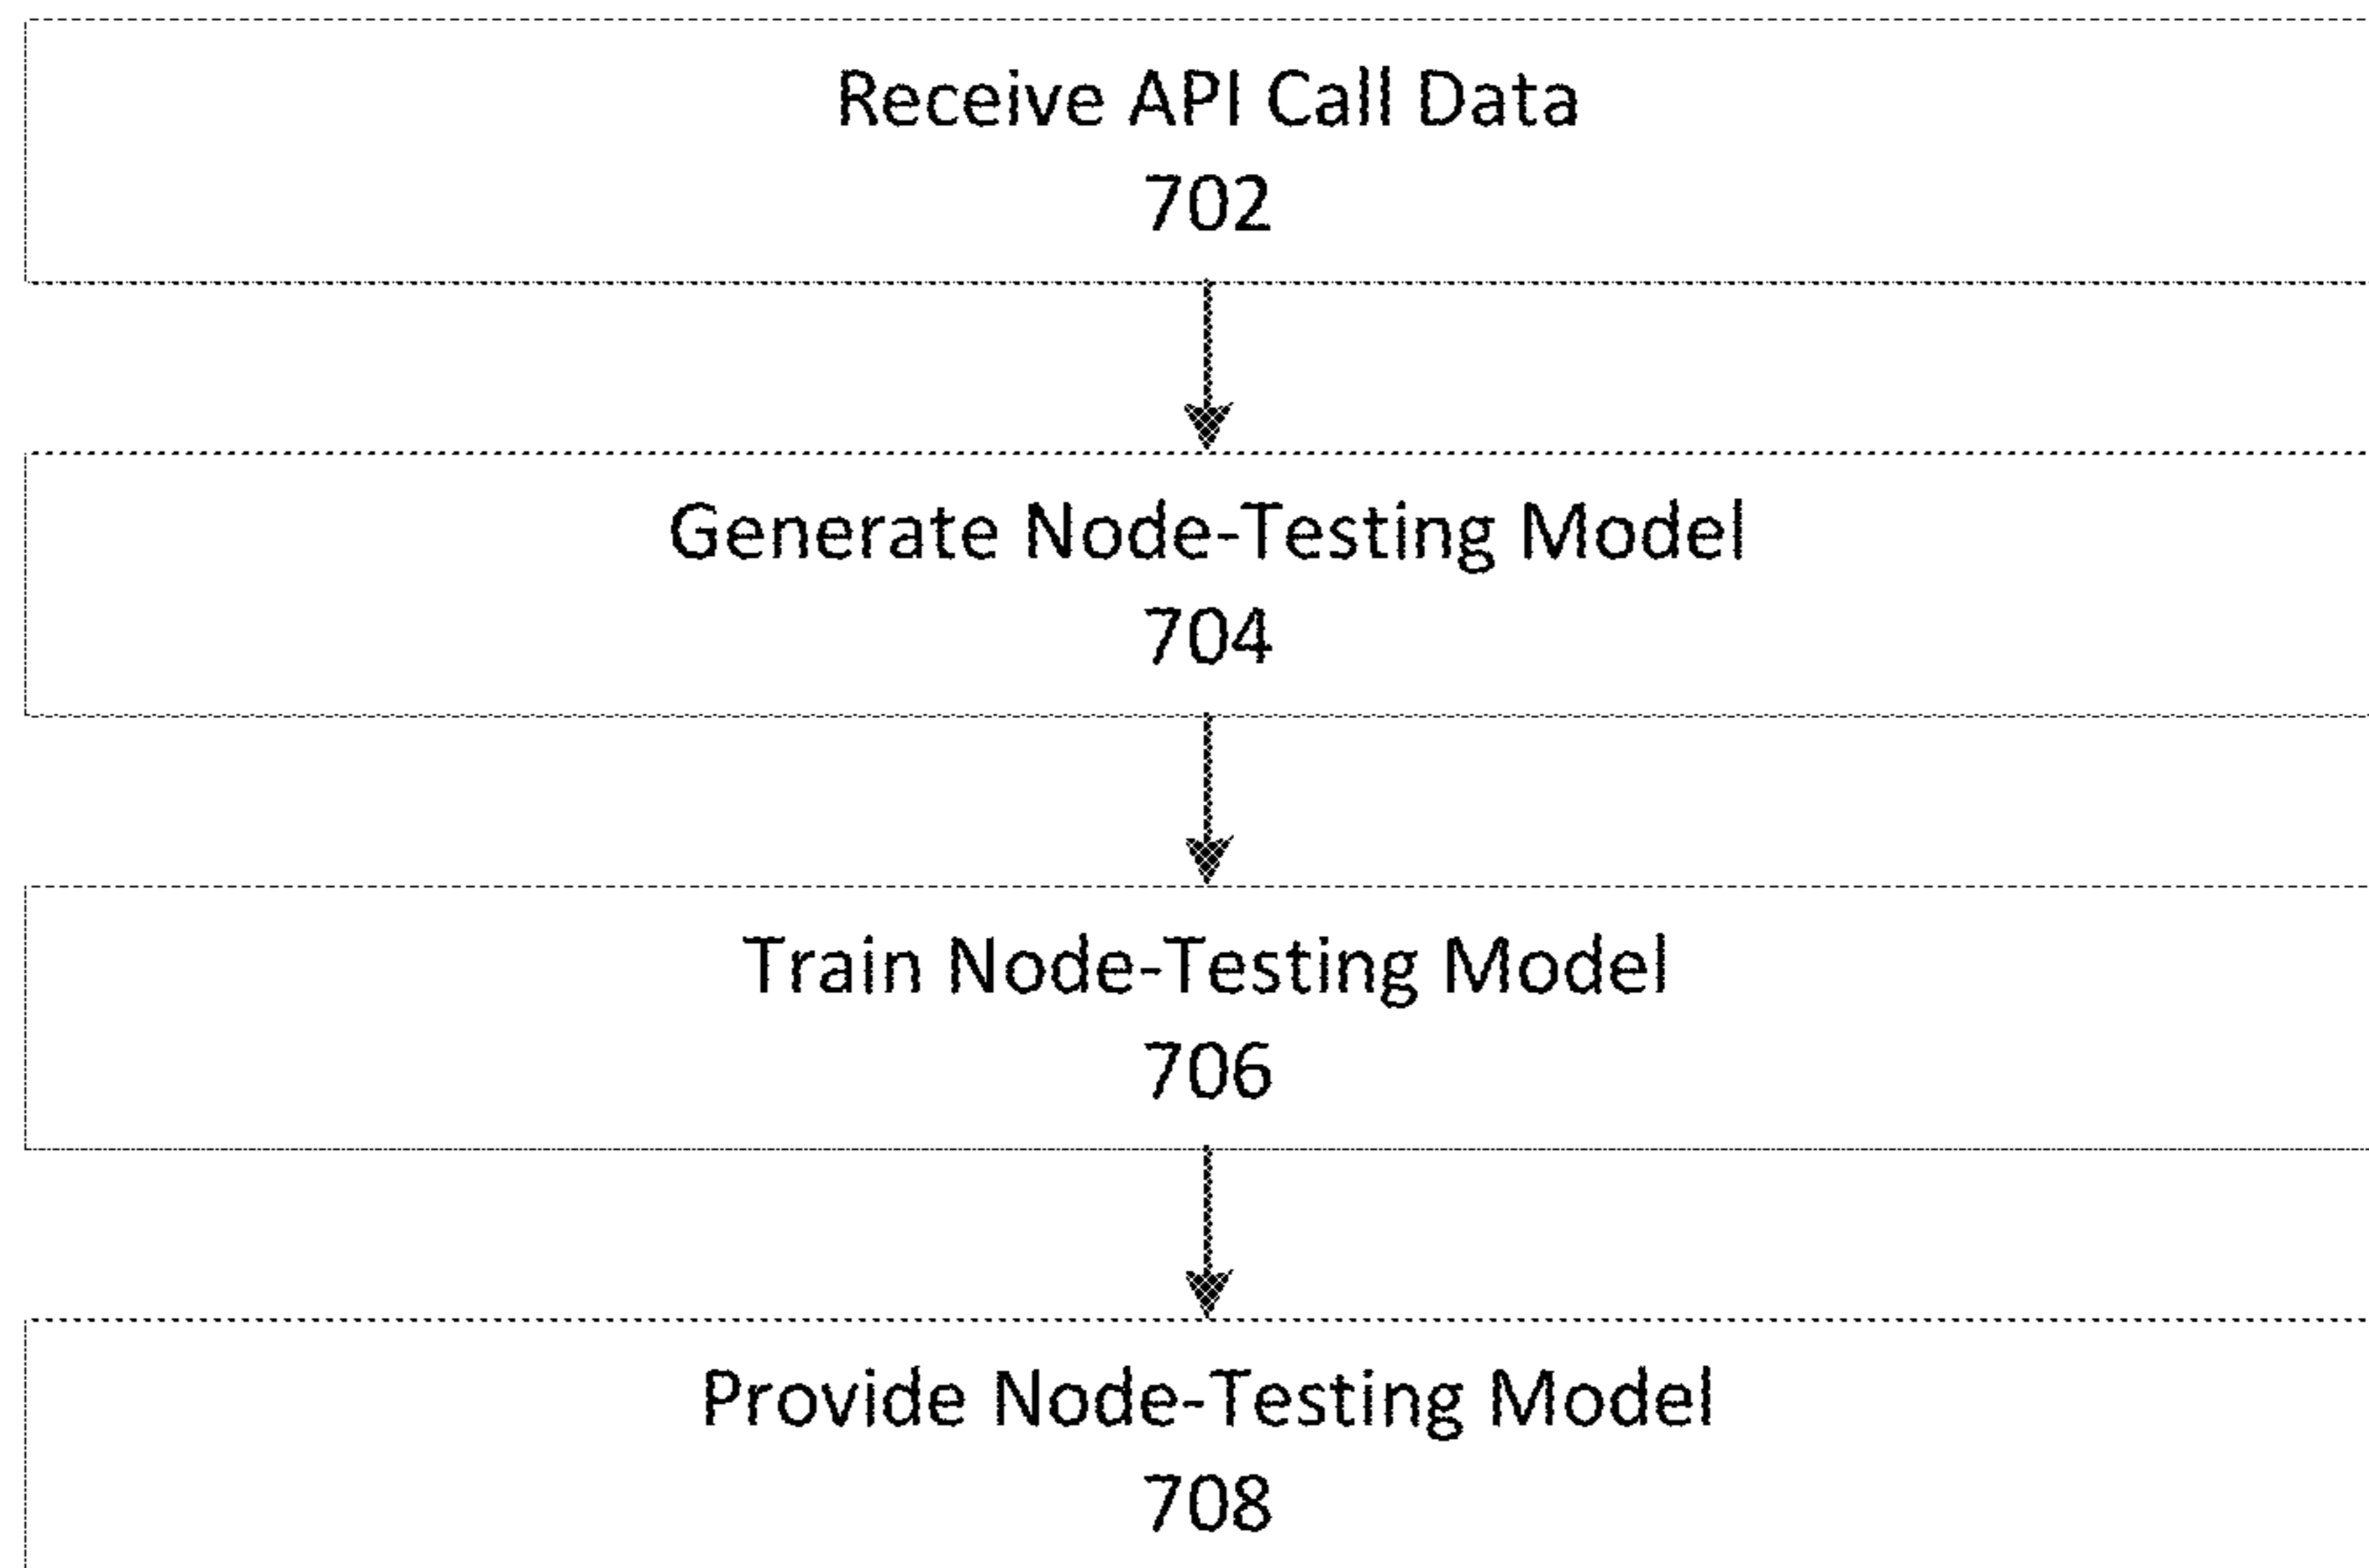 Receive API Call Data
702
Generate Node-Testing Model
704
Train Node-Testing Model
706
Provide Node-Testing Model
708